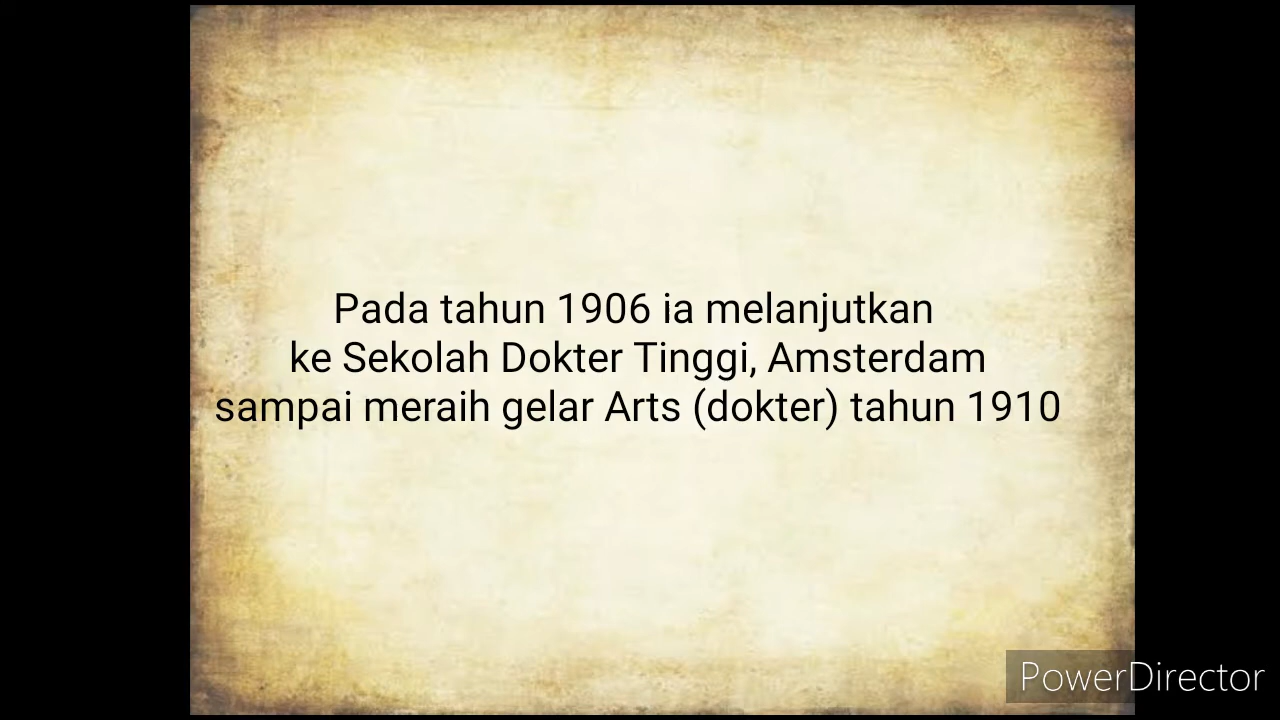 Pada tahun 1906 ia melanjutkan
ke Sekolah Dokter Tinggi, Amsterdam
sampai meraih gelar Arts (dokter) tahun 1910
PowerDirector